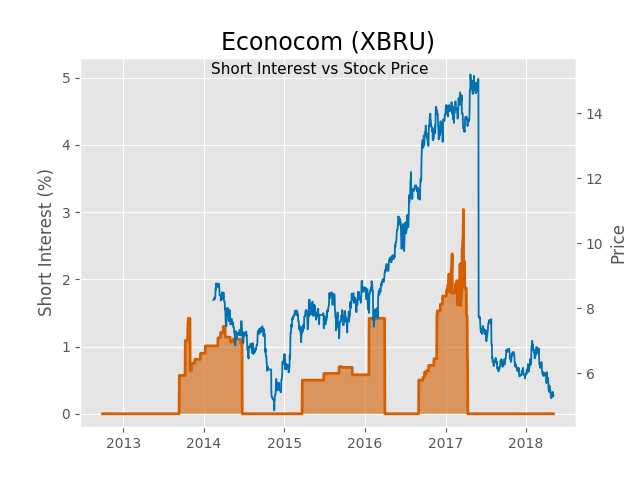 Econocom (XBRU)
Short Interest vs Stock Price
Short Interest (%)
5
4
3
2
1
0
14
12
10
8
6
Price
2013 2014 2015 2016 2017 2018